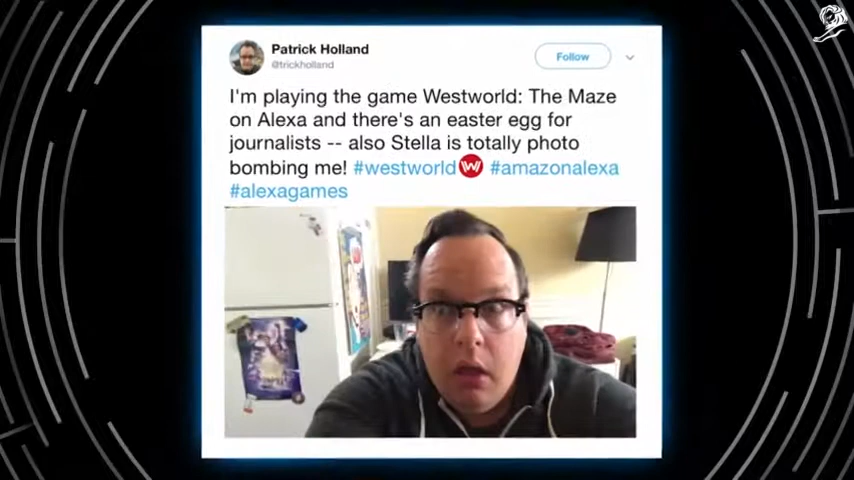 Patrick Holland
@trickholland
Follow
I'm playing the game Westworld: The Maze
on Alexa and there's an easter egg for
journalists -- also Stella is totally photo
bombing me! #westworld #amazonalexa
#alexagames